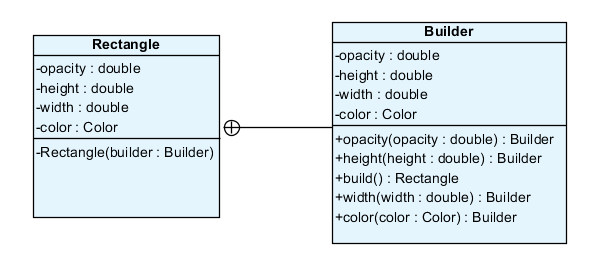 Rectangle
-opacity : double
-height : double
-width : double
-color : Color
-Rectangle(builder : Builder)
Builder
-opacity : double
-height : double
-width : double
-color : Color
+opacity(opacity : double) : Builder
+height(height : double) : Builder
+build() : Rectangle
+width(width : double) : Builder
+color(color : Color) : Builder